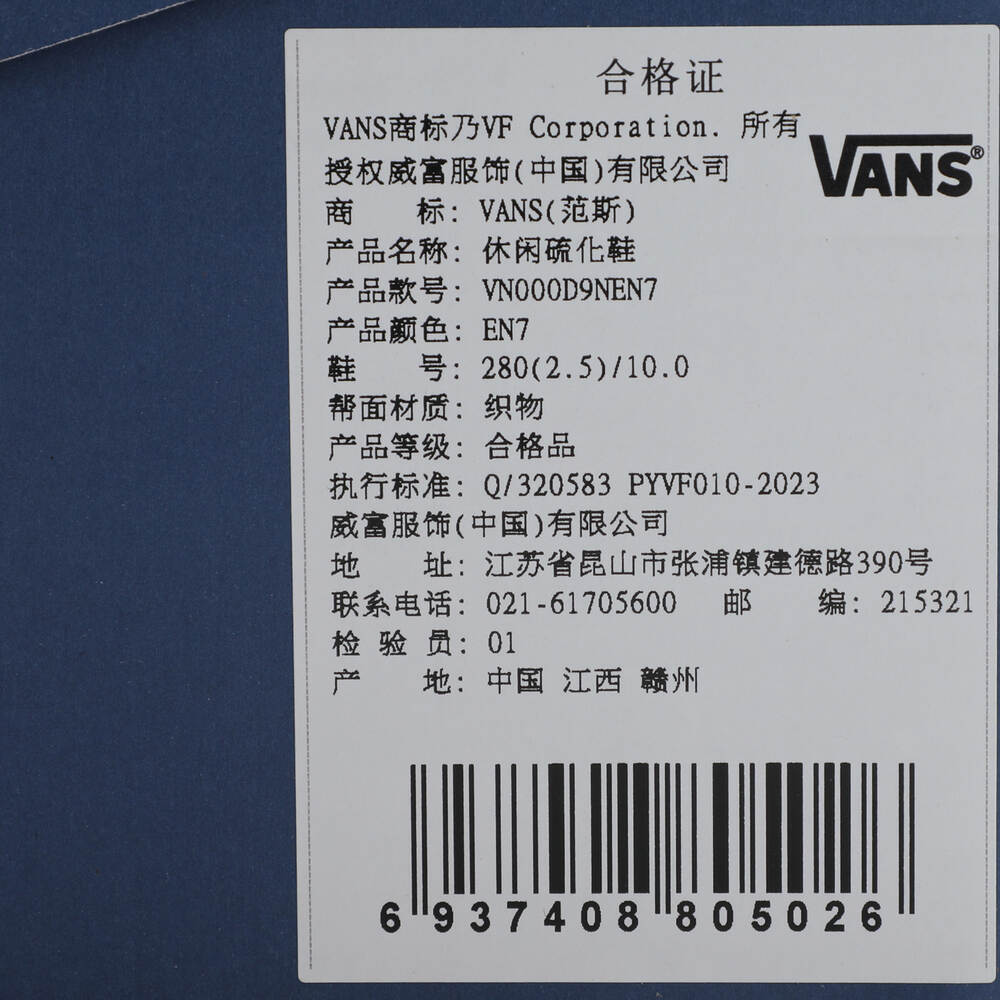 合格证
VANS商标乃VF Corporation. 所有
授权威富服饰(中国)有限公司
VANS®
商 标: VANS(范斯)
产品名称: 休闲硫化鞋
产品款号: VN000D9NEN7
产品颜色: EN7
鞋 号: 280(2.5)/10.0
帮面材质: 织物
产品等级: 合格品
执行标准: Q/320583 PYVF010-2023
威富服饰(中国)有限公司
地 址: 江苏省昆山市张浦镇建德路390号
联系电话: 021-61705600 邮 编: 215321
检 验 员: 01
产 地: 中国 江西 赣州
6 937408 805026